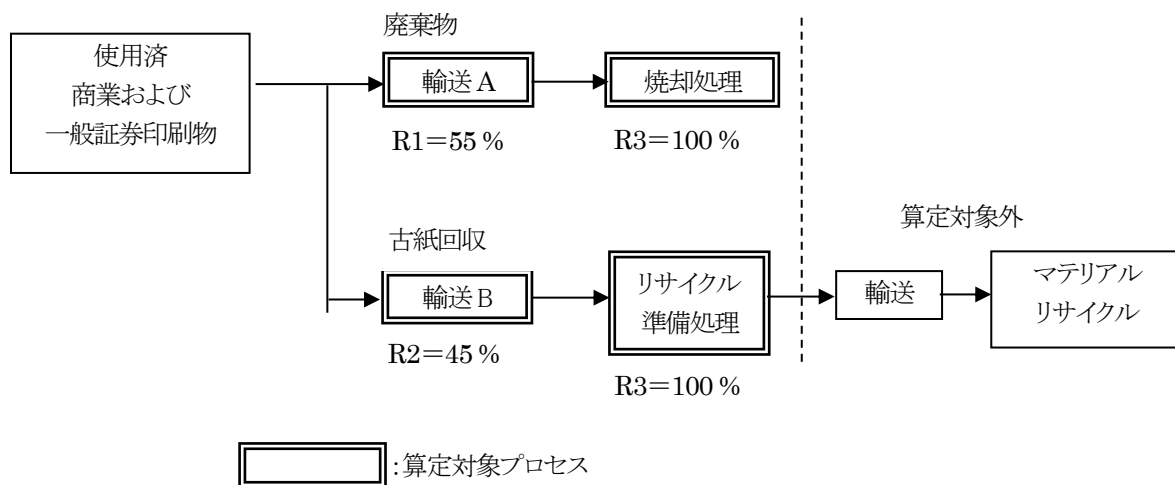 廃棄物
使用済
商業および
一般証券印刷物
輸送A
焼却処理
R1=55 %
R3=100 %
算定対象外
古紙回収
輸送B
リサイクル
準備処理
輸送
マテリアル
リサイクル
R2=45 %
R3=100 %
:算定対象プロセス